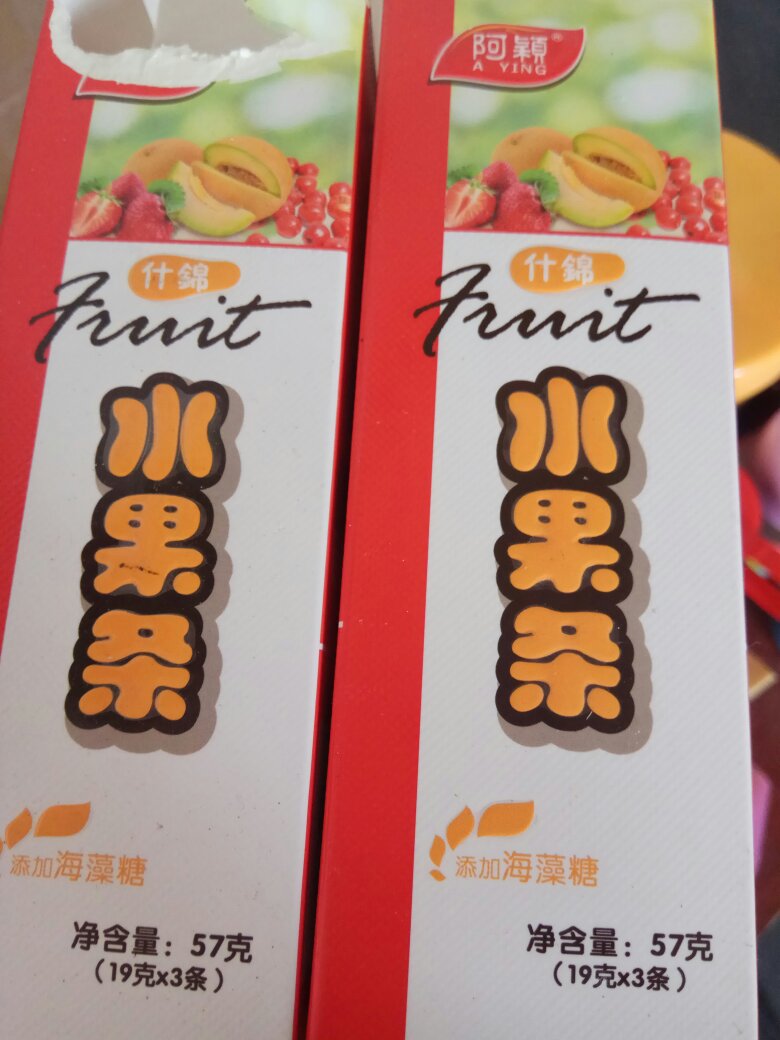 什錦
Fruit
水果条
添加海藻糖
净含量：57克
（19克x3条）
阿穎®
A YING
什錦
Fruit
水果条
添加海藻糖
净含量：57克
（19克x3条）